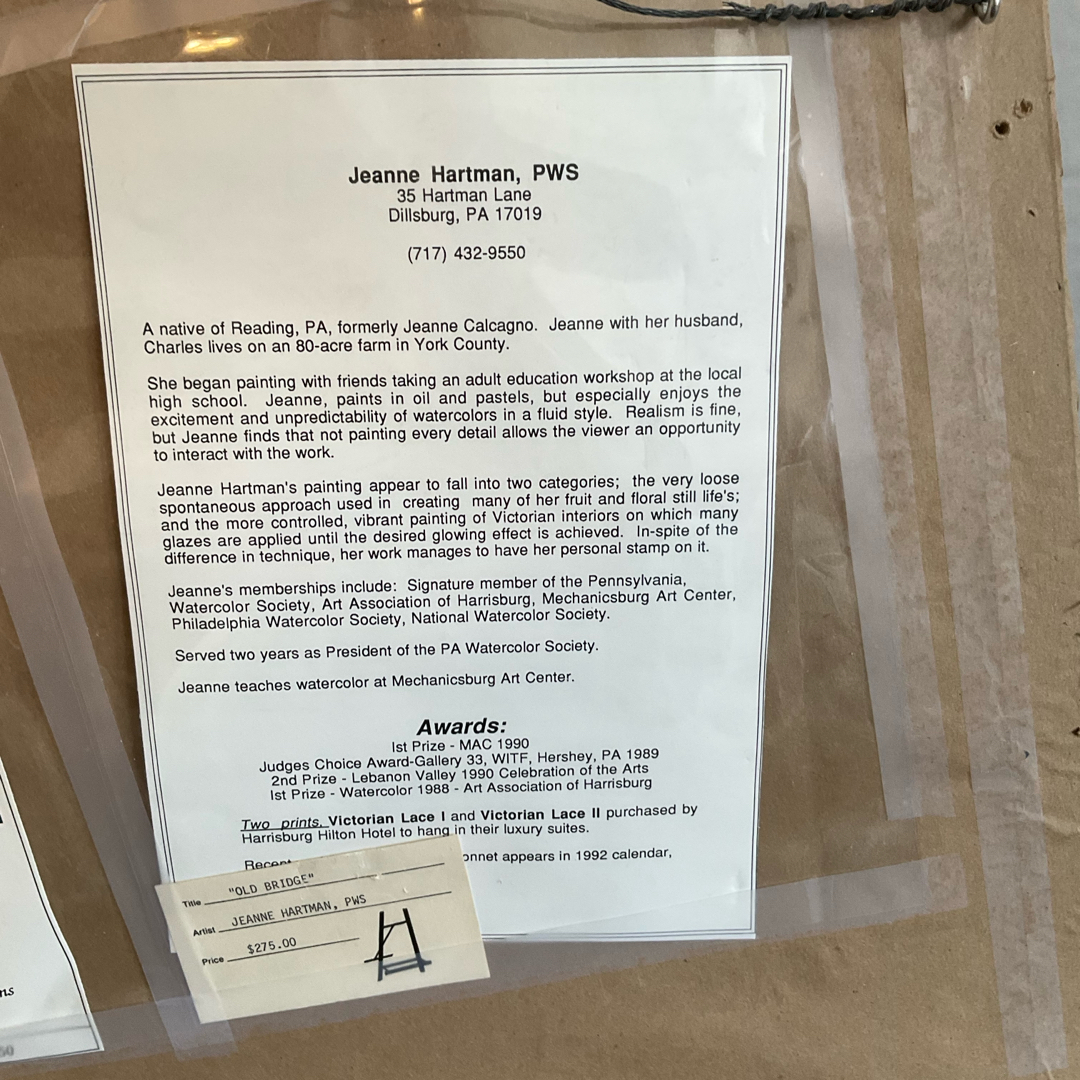 Jeanne Hartman, PWS
35 Hartman Lane
Dillsburg, PA 17019
(717) 432-9550
A native of Reading, PA, formerly Jeanne Calcagno. Jeanne with her husband,
Charles lives on an 80-acre farm in York County.
She began painting with friends taking an adult education workshop at the local
high school. Jeanne, paints in oil and pastels, but especially enjoys the
excitement and unpredictability of watercolors in a fluid style. Realism is fine,
but Jeanne finds that not painting every detail allows the viewer an opportunity
to interact with the work.
Jeanne Hartman's painting appear to fall into two categories; the very loose
spontaneous approach used in creating many of her fruit and floral still life's;
and the more controlled, vibrant painting of Victorian interiors on which many
glazes are applied until the desired glowing effect is achieved. In-spite of the
difference in technique, her work manages to have her personal stamp on it.
Jeanne's memberships include: Signature member of the Pennsylvania,
Watercolor Society, Art Association of Harrisburg, Mechanicsburg Art Center,
Philadelphia Watercolor Society, National Watercolor Society.
Served two years as President of the PA Watercolor Society.
Jeanne teaches watercolor at Mechanicsburg Art Center.
Awards:
Ist Prize - MAC 1990
Judges Choice Award-Gallery 33, WITF, Hershey, PA 1989
2nd Prize - Lebanon Valley 1990 Celebration of the Arts
Ist Prize - Watercolor 1988 - Art Association of Harrisburg
Two prints, Victorian Lace I and Victorian Lace II purchased by
Harrisburg Hilton Hotel to hang in their luxury suites.
appears in 1992 calendar,
Title "OLD BRIDGE"
Artist JEANNE HARTMAN, PWS
Price $275.00